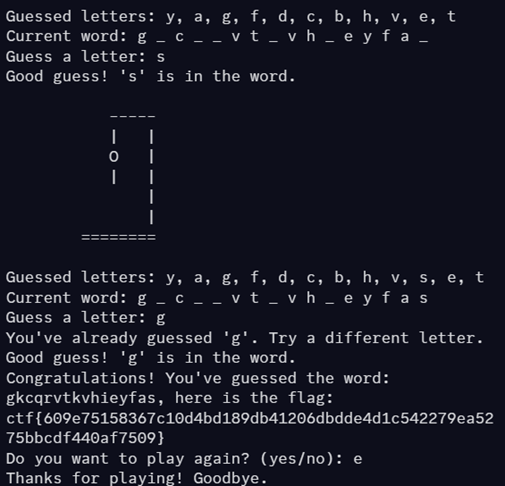 Guessed letters: y, a, g, f, d, c, b, h, v, e, t
Current word: g _ c _ _ v t _ v h _ e y f a _
Guess a letter: s
Good guess! 's' is in the word.
-----
| |
O |
| |
|
|
========
Guessed letters: y, a, g, f, d, c, b, h, v, s, e, t
Current word: g _ c _ _ v t _ v h _ e y f a s
Guess a letter: g
You've already guessed 'g'. Try a different letter.
Good guess! 'g' is in the word.
Congratulations! You've guessed the word:
gkcqrvtkvhieyfas, here is the flag:
ctf{609e75158367c10d4bd189db41206dbdde4d1c542279ea52
75bbcdf440af7509}
Do you want to play again? (yes/no): e
Thanks for playing! Goodbye.